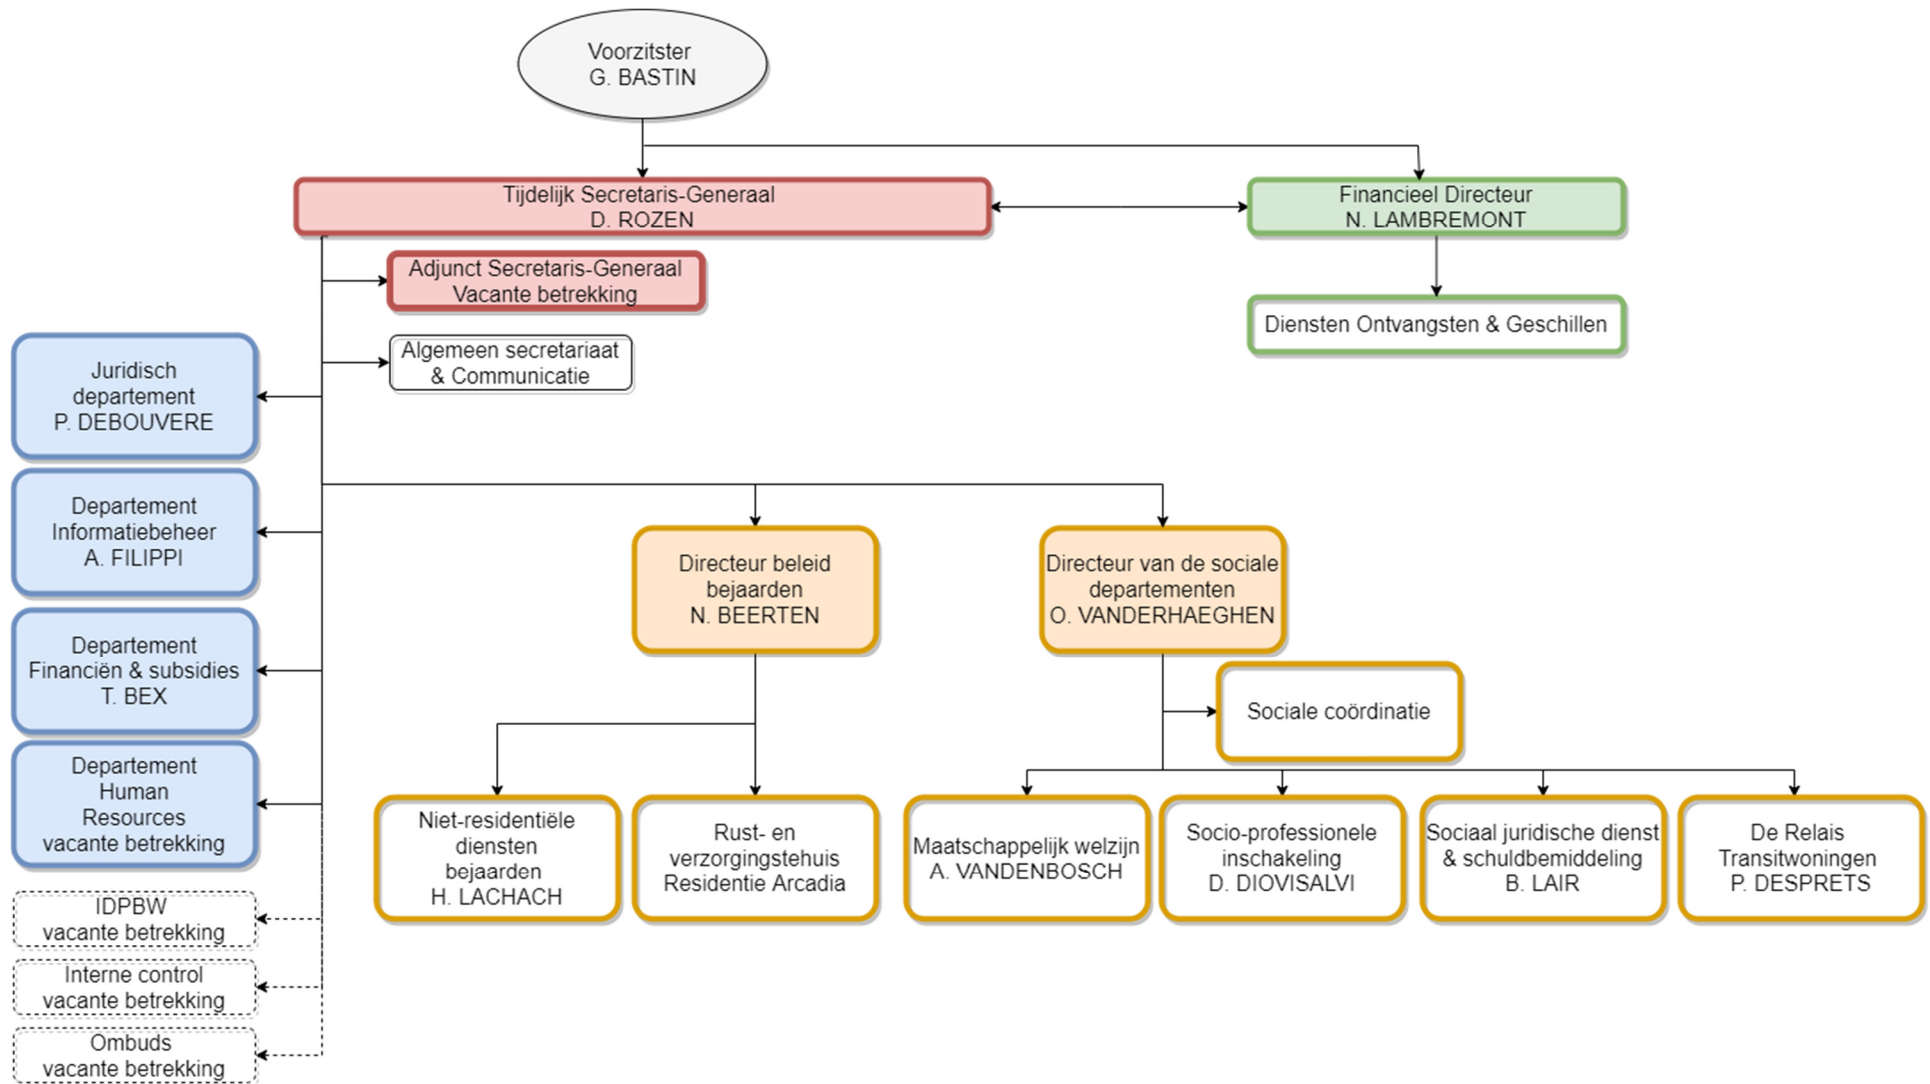 Voorzitster
G. BASTIN
Tijdelijk Secretaris-Generaal
D. ROZEN
Financieel Directeur
N. LAMBREMONT
Adjunct Secretaris-Generaal
Vacante betrekking
Diensten Ontvangsten & Geschillen
Algemeen secretariaat
& Communicatie
Juridisch
departement
P. DEBOUVERE
Departement
Informatiebeheer
A. FILIPPI
Departement
Financiën & subsidies
T. BEX
Departement
Human
Resources
vacante betrekking
IDPBW
vacante betrekking
Interne control
vacante betrekking
Ombuds
vacante betrekking
Directeur beleid
bejaarden
N. BEERTEN
Directeur van de sociale
departementen
O. VANDERHAEGHEN
Sociale coördinatie
Niet-residentiële
diensten
bejaarden
H. LACHACH
Rust- en
verzorgingstehuis
Residentie Arcadia
Maatschappelijk welzijn
A. VANDENBOSCH
Socio-professionele
inschakeling
D. DIOVISALVI
Sociaal juridische dienst
& schuldbemiddeling
B. LAIR
De Relais
Transitwoningen
P. DESPRETS